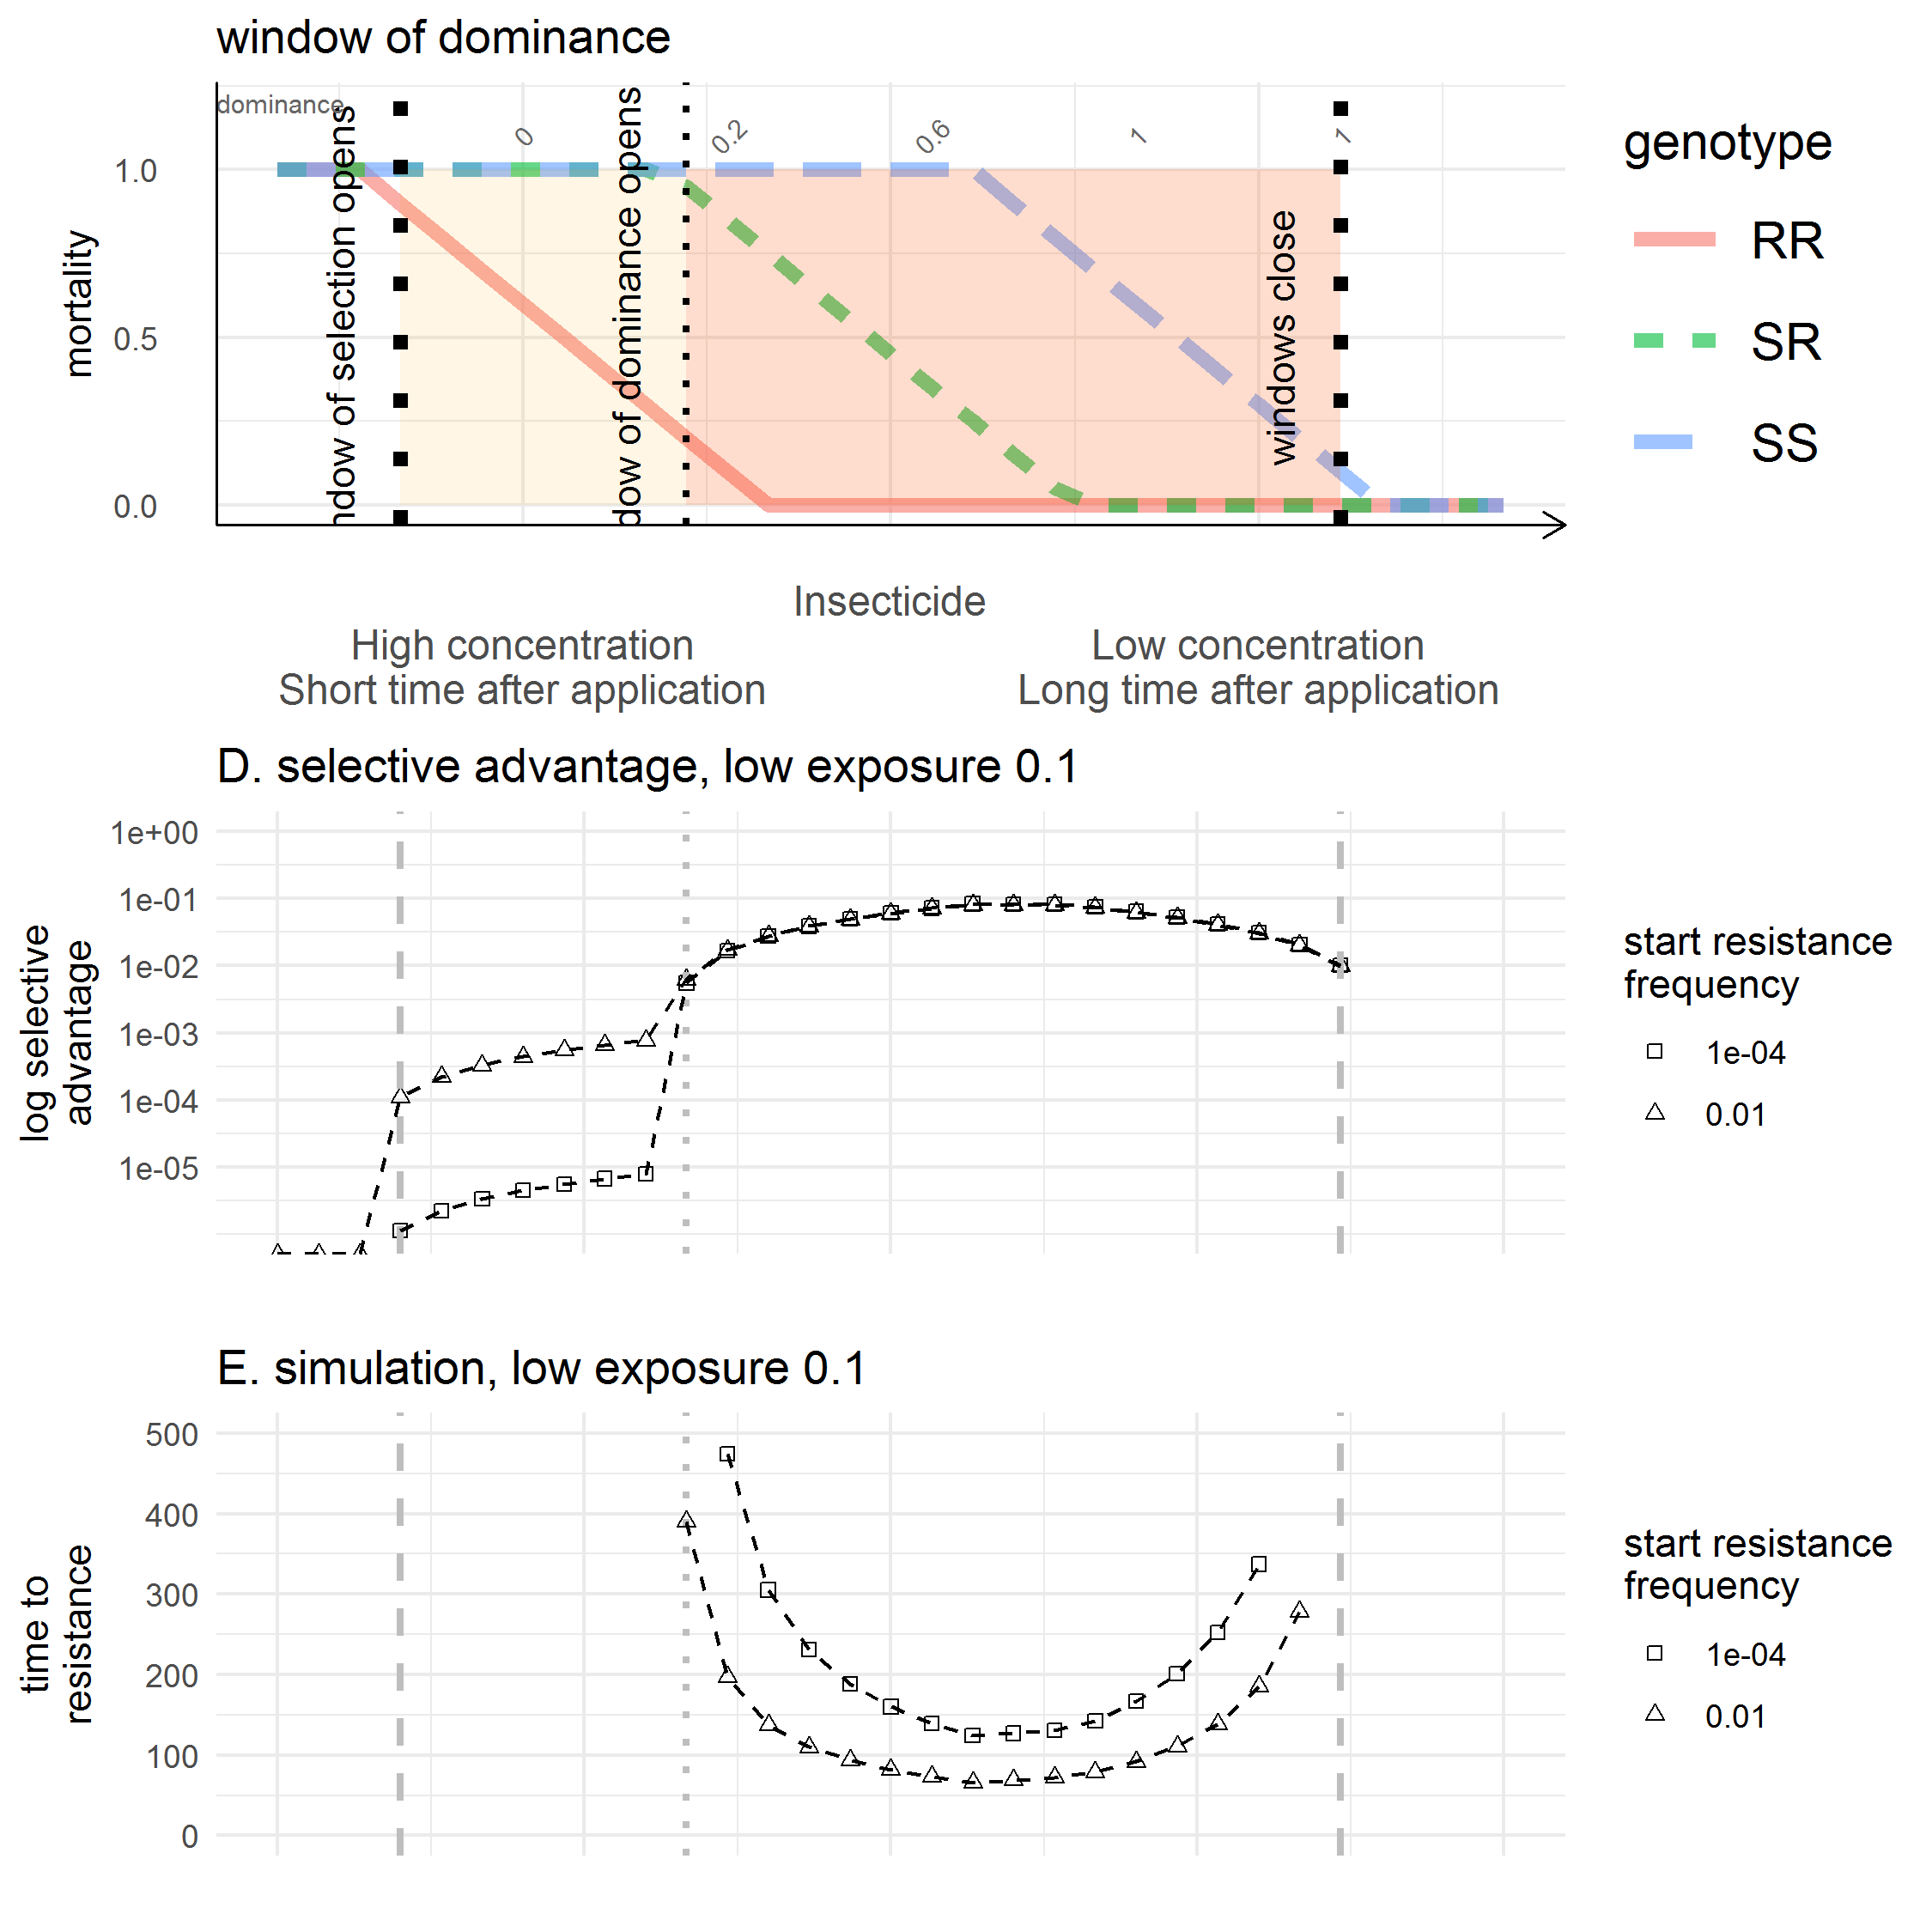 window of dominance
dominance
0
0.2
0.6
1
1
1.0
0.5
0.0
mortality
ndow of selection opens
dow of dominance opens
windows close
genotype
RR
SR
SS
Insecticide
High concentration
Short time after application
Low concentration
Long time after application
D. selective advantage, low exposure 0.1
1e+00
1e-01
1e-02
1e-03
1e-04
1e-05
log selective
advantage
start resistance
frequency
1e-04
0.01
E. simulation, low exposure 0.1
500
400
300
200
100
0
time to
resistance
start resistance
frequency
1e-04
0.01